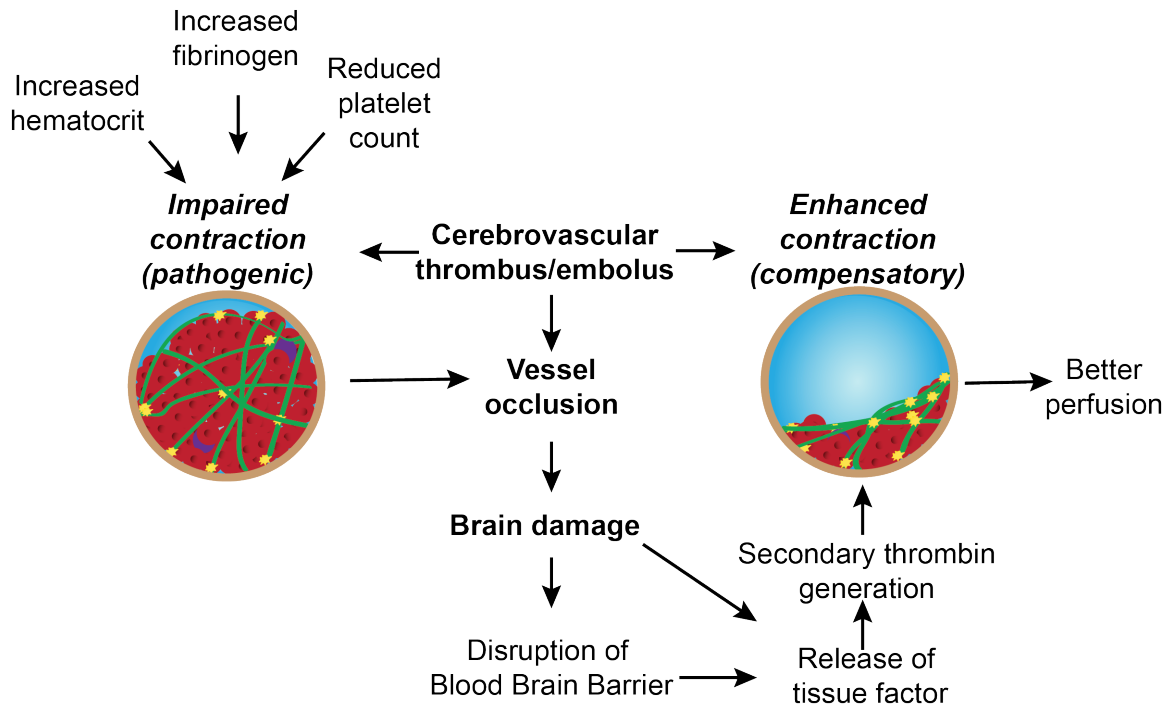 Increased
fibrinogen
Increased
hematocrit
Reduced
platelet
count
Impaired
contraction
(pathogenic)
Cerebrovascular
thrombus/embolus
Enhanced
contraction
(compensatory)
Vessel
occlusion
Better
perfusion
Brain damage
Secondary thrombin
generation
Disruption of
Blood Brain Barrier
Release of
tissue factor